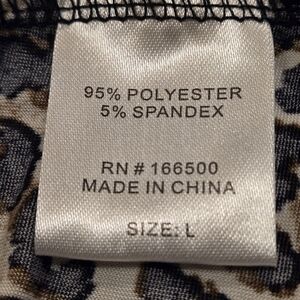 95% POLYESTER
5% SPANDEX
RN # 166500
MADE IN CHINA
SIZE: L